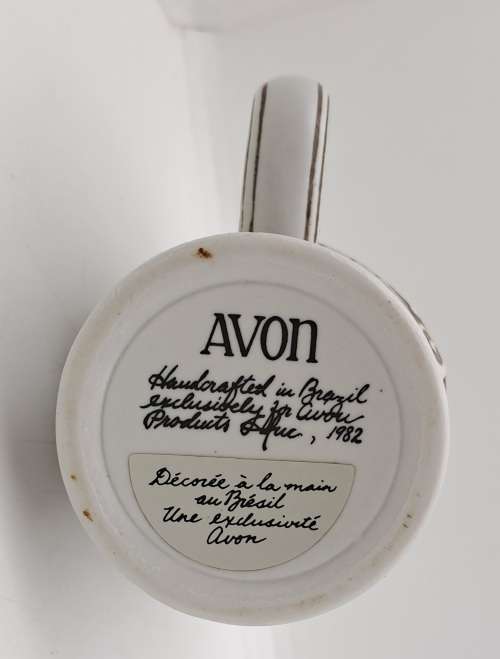 AVON
Handcrafted in Brazil
exclusively for Avon
Products Inc, 1982
Décorée à la main
au Brésil
Une exclusivité
Avon